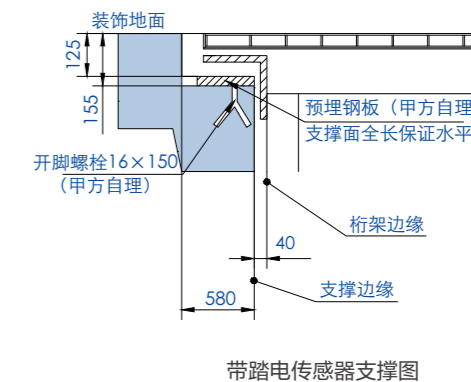 装饰地面
125
155
预埋钢板（甲方自理
支撑面全长保证水平
开脚螺栓16×150
（甲方自理）
桁架边缘
40
支撑边缘
580
带踏电传感器支撑图